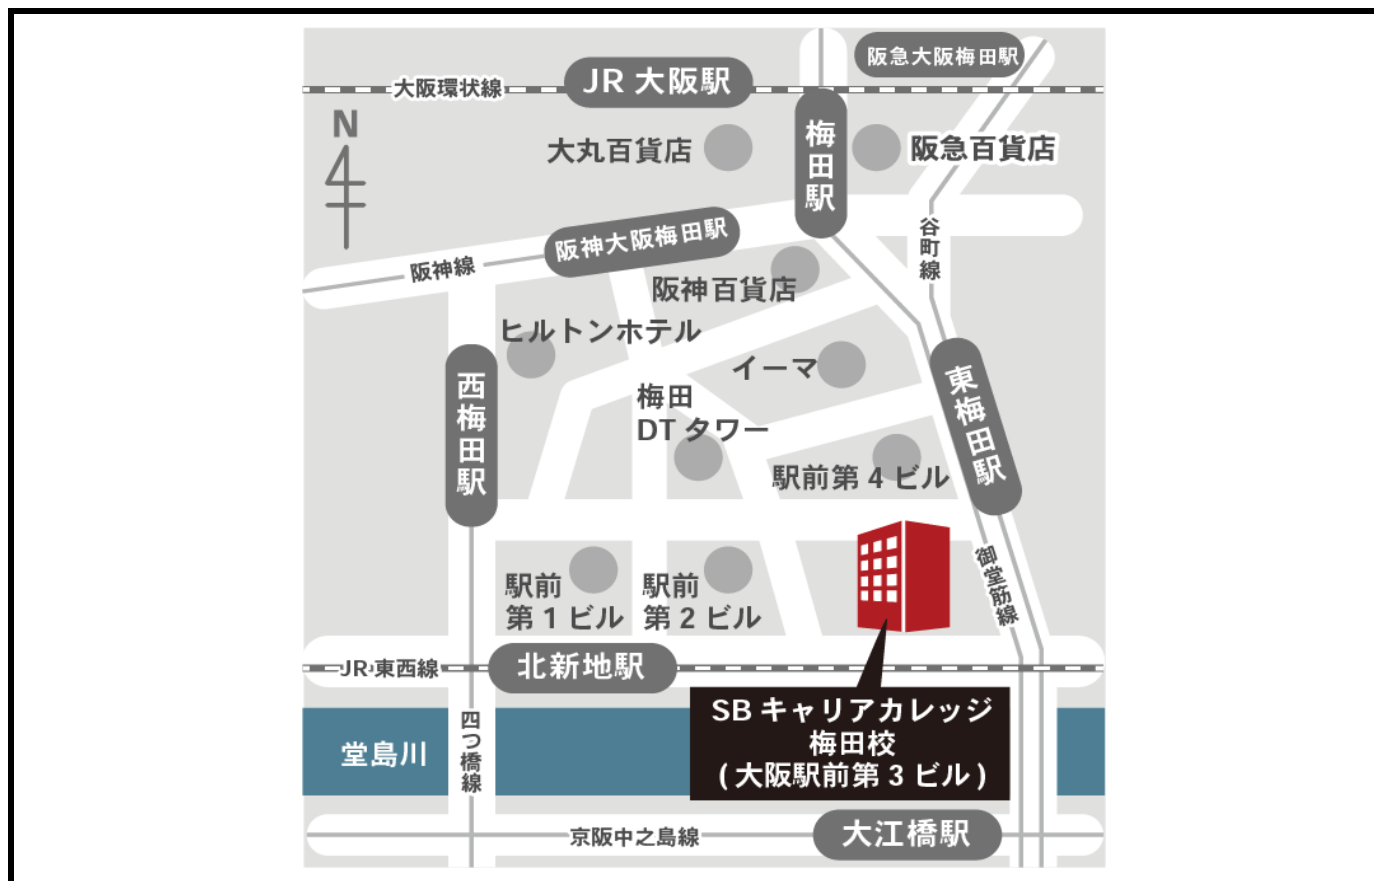 阪急大阪梅田駅
JR 大阪駅
大阪環状線
N
梅田駅
大丸百貨店
阪急百貨店
阪神大阪梅田駅
谷町線
阪神線
阪神百貨店
ヒルトンホテル
イーマ
西梅田駅
東梅田駅
梅田
DT タワー
駅前第 4 ビル
御堂筋線
駅前
第 1 ビル
駅前
第 2 ビル
北新地駅
JR 東西線
SB キャリアカレッジ
梅田校
( 大阪駅前第 3 ビル )
四つ橋線
堂島川
京阪中之島線
大江橋駅